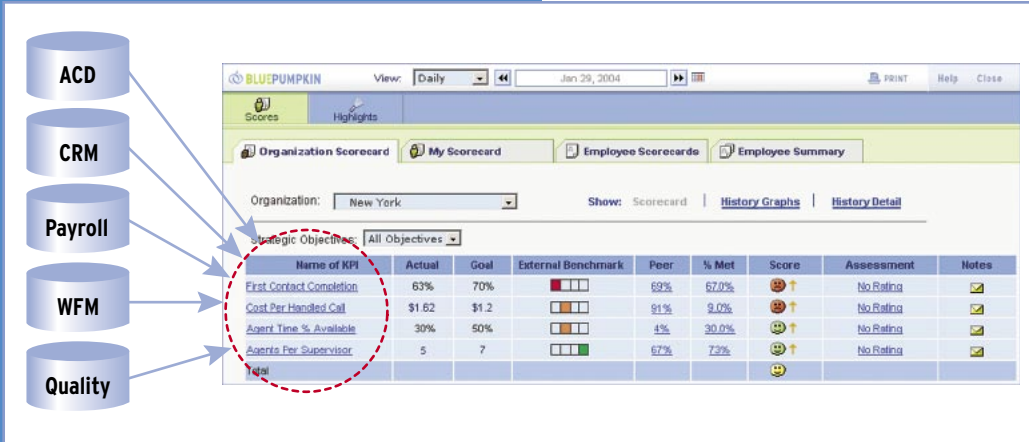 ACD
CRM
Payroll
WFM
Quality
BLUEPUMPKIN View: Daily Jan 29, 2004 PRINT Help Close
Scores Highlights
Organization Scorecard My Scorecard Employee Scorecards Employee Summary
Organization: New York Show: Scorecard | History Graphs | History Detail
Strategic Objectives: All Objectives
Name of KPI Actual Goal External Benchmark Peer % Met Score Assessment Notes
First Contact Completion 63% 70% 69% 67.0% No Rating
Cost Per Handled Call $1.62 $1.2 91% 9.0% No Rating
Agent Time % Available 30% 50% 4% 30.0% No Rating
Agents Per Supervisor 5 7 67% 73% No Rating
Total